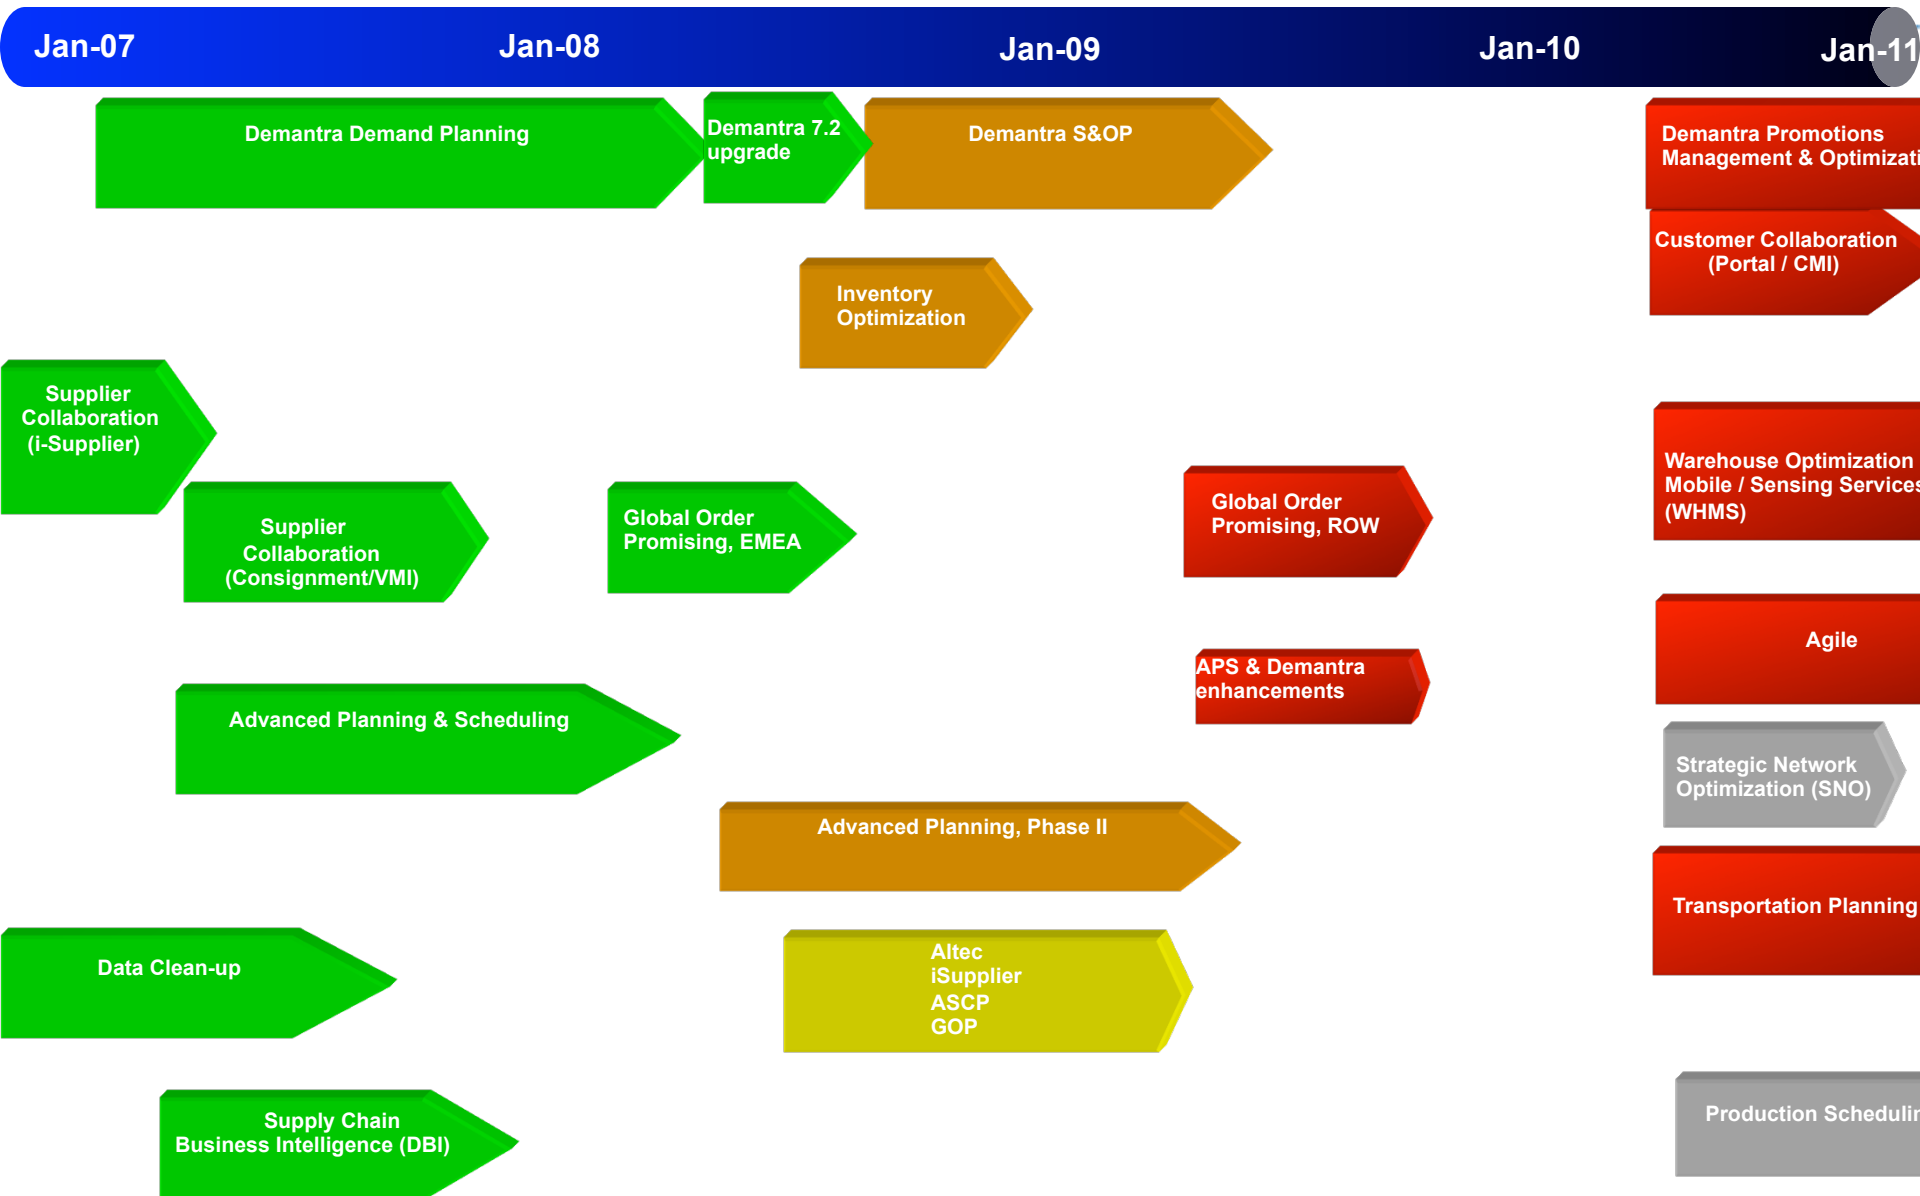 Jan-07
Jan-08
Jan-09
Jan-10
Jan-11
Demantra Demand Planning
Demantra 7.2
upgrade
Demantra S&OP
Demantra Promotions
Management & Optimizati
Customer Collaboration
(Portal / CMI)
Inventory
Optimization
Supplier
Collaboration
(i-Supplier)
Supplier
Collaboration
(Consignment/VMI)
Global Order
Promising, EMEA
Global Order
Promising, ROW
Warehouse Optimization
Mobile / Sensing Services
(WHMS)
APS & Demantra
enhancements
Agile
Advanced Planning & Scheduling
Strategic Network
Optimization (SNO)
Advanced Planning, Phase II
Transportation Planning
Data Clean-up
Altec
iSupplier
ASCP
GOP
Supply Chain
Business Intelligence (DBI)
Production Schedulin